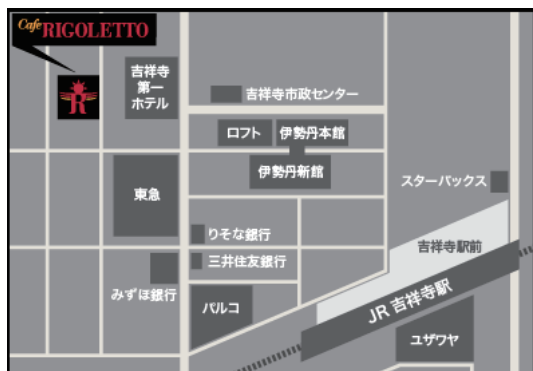 Cafe RIGOLETTO
R
吉祥寺
第一
ホテル
吉祥寺市政センター
ロフト
伊勢丹本館
伊勢丹新館
スターバックス
東急
りそな銀行
吉祥寺駅前
三井住友銀行
みずほ銀行
パルコ
JR 吉祥寺駅
ユザワヤ